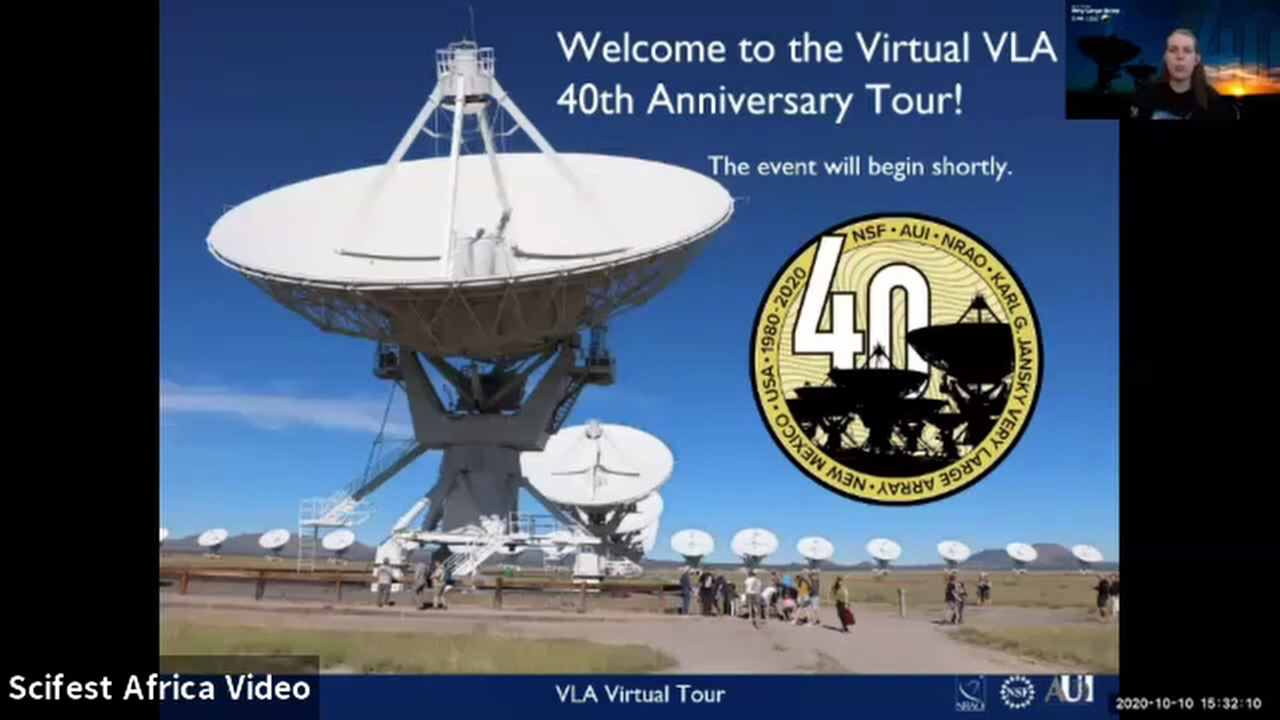 Welcome to the Virtual VLA
40th Anniversary Tour!
The event will begin shortly.
NSF • AUI • NRAO • KARL G. JANSKY VERY LARGE ARRAY • NEW MEXICO • USA • 1980-2020
40
Scifest Africa Video
VLA Virtual Tour
NRAO
NSF
AUI
2020-10-10 15:32:10